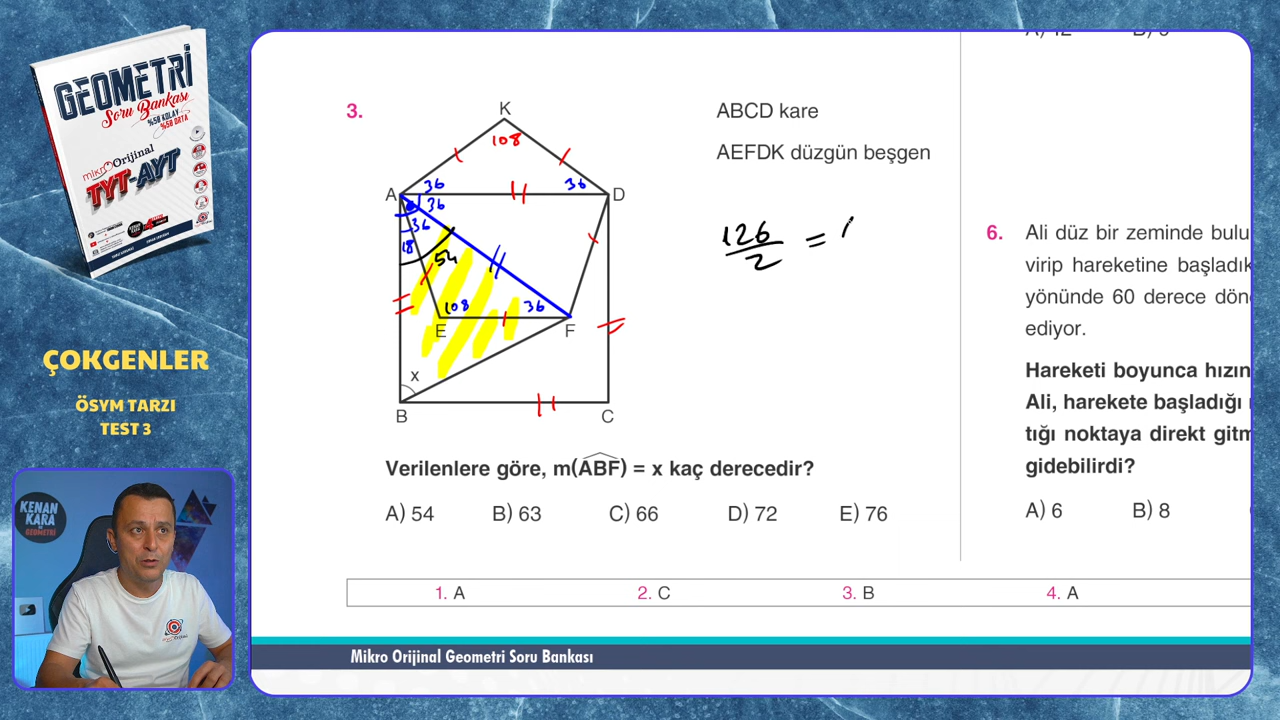 GEOMETRİ
Soru Bankası
%50 KOLAY
%50 ORTA
mikro Orijinal
TYT-AYT
ÇOKGENLER
ÖSYM TARZI
TEST 3
KENAN
KARA
GEOMETRİ
3.
K
108
A
36
36
D
36
36
18
54
108
36
E
F
x
B
C
ABCD kare
AEFDK düzgün beşgen
126
2
=
Verilenlere göre, m(ABF) = x kaç derecedir?
A) 54 B) 63 C) 66 D) 72 E) 76
6.
Ali düz bir zeminde bulu
virip hareketine başladık
yönünde 60 derece dön
ediyor.
Hareketi boyunca hızın
Ali, harekete başladığı
tığı noktaya direkt gitm
gidebilirdi?
A) 6 B) 8
1. A 2. C 3. B 4. A
Mikro Orijinal Geometri Soru Bankası